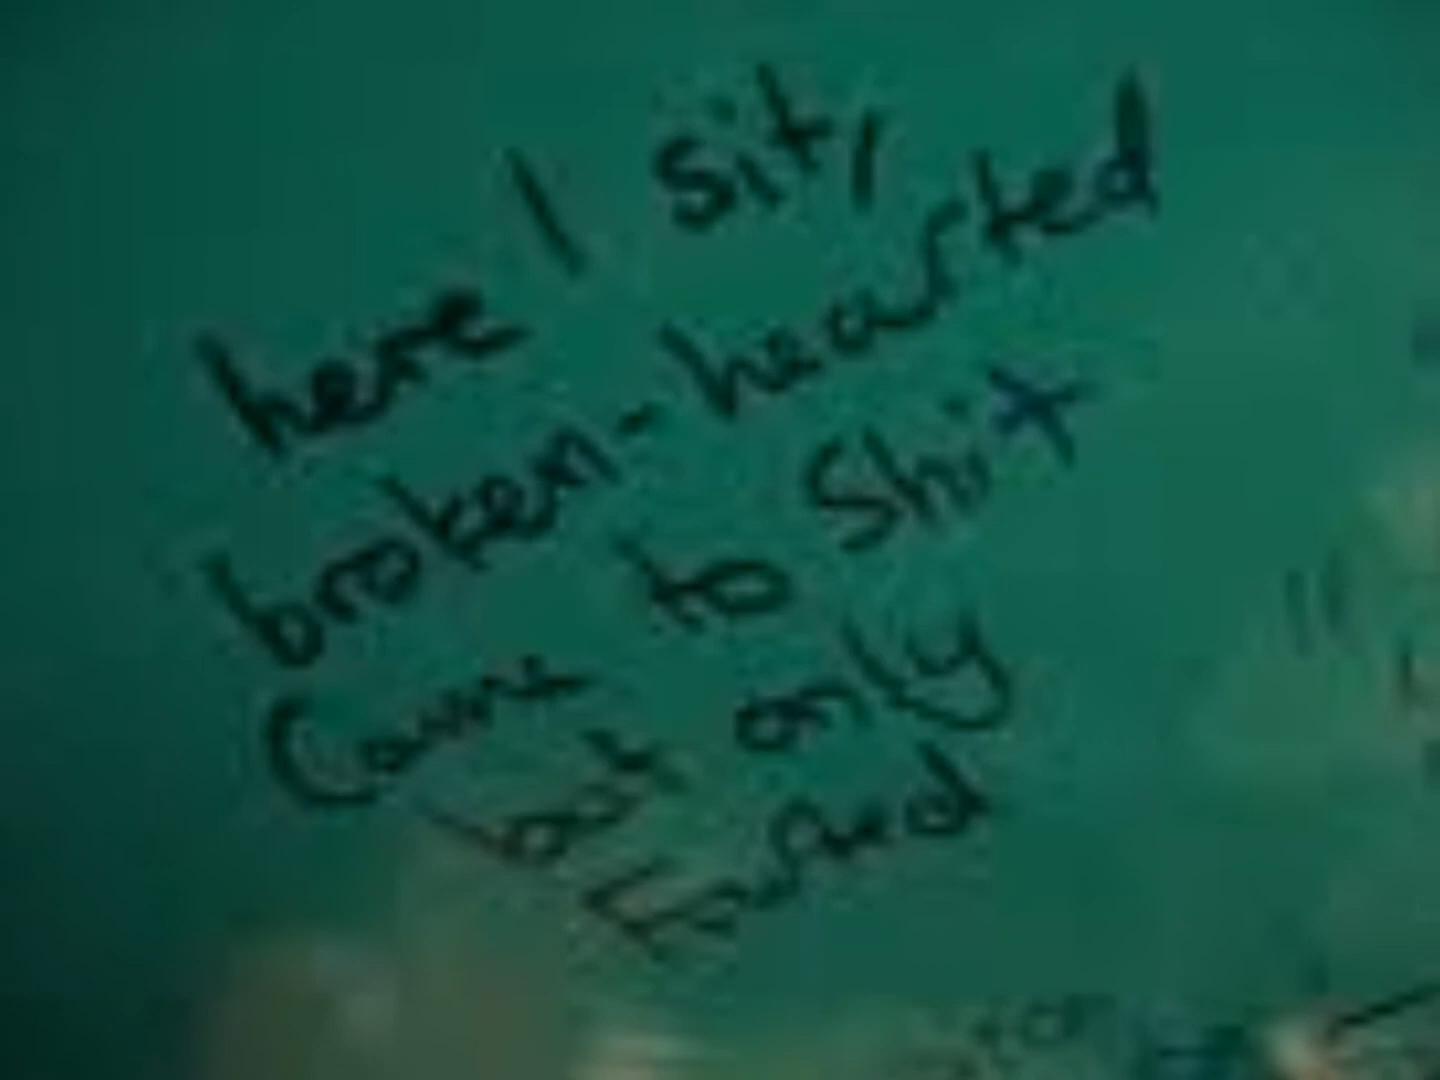 here I sit,
broken-hearted
Came to Shit
but only
farted